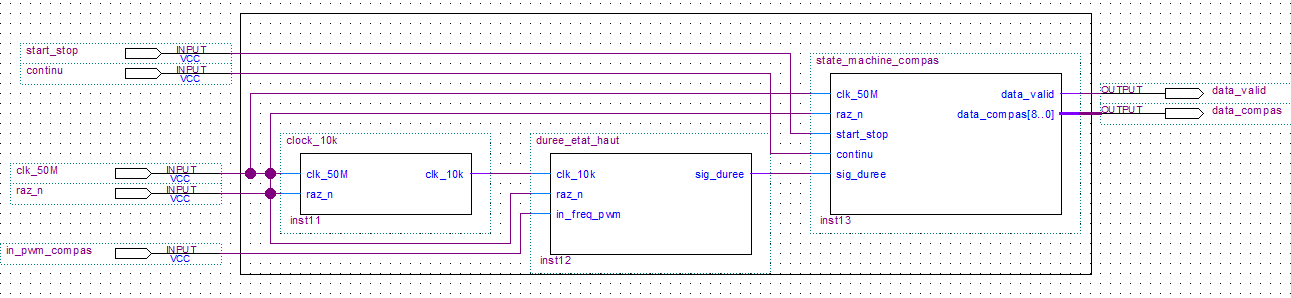 start_stop
INPUT
VCC
continu
INPUT
VCC
clk_50M
INPUT
VCC
raz_n
INPUT
VCC
in_pwm_compas
INPUT
VCC
clock_10k
clk_50M
clk_10k
raz_n
inst11
duree_etat_haut
clk_10k
sig_duree
raz_n
in_freq_pwm
inst12
state_machine_compas
clk_50M
data_valid
raz_n
data_compas[8..0]
start_stop
continu
sig_duree
inst13
OUTPUT
data_valid
OUTPUT
data_compas